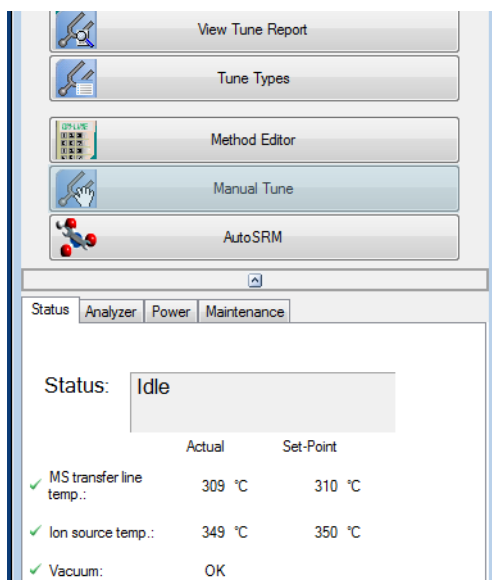 View Tune Report
Tune Types
Method Editor
Manual Tune
AutoSRM
Status Analyzer Power Maintenance
Status: Idle
Actual Set-Point
MS transfer line
temp.: 309 °C 310 °C
Ion source temp.: 349 °C 350 °C
Vacuum: OK